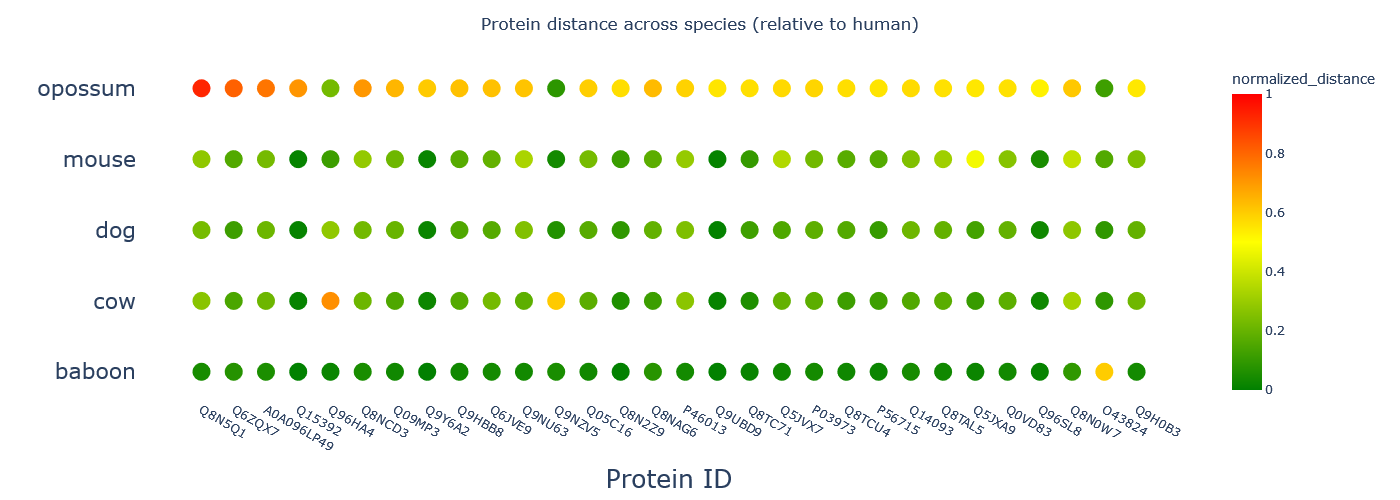 Protein distance across species (relative to human)
normalized_distance
1
0.8
0.6
0.4
0.2
0
opossum
mouse
dog
cow
baboon
Q8N5Q1
Q6ZQX7
A0A096LP49
Q15392
Q96HA4
Q8NCD3
Q09MP3
Q9Y6A2
Q9HBB8
Q6JVE9
Q9NU63
Q9NZV5
Q05C16
Q8N2Z9
Q8NAG6
P46013
Q9UBD9
Q8TC71
Q5JVX7
P03973
Q8TCU4
P56715
Q14093
Q8TAL5
Q5JXA9
Q0VD83
Q96SL8
Q8N0W7
O43824
Q9H0B3
Protein ID